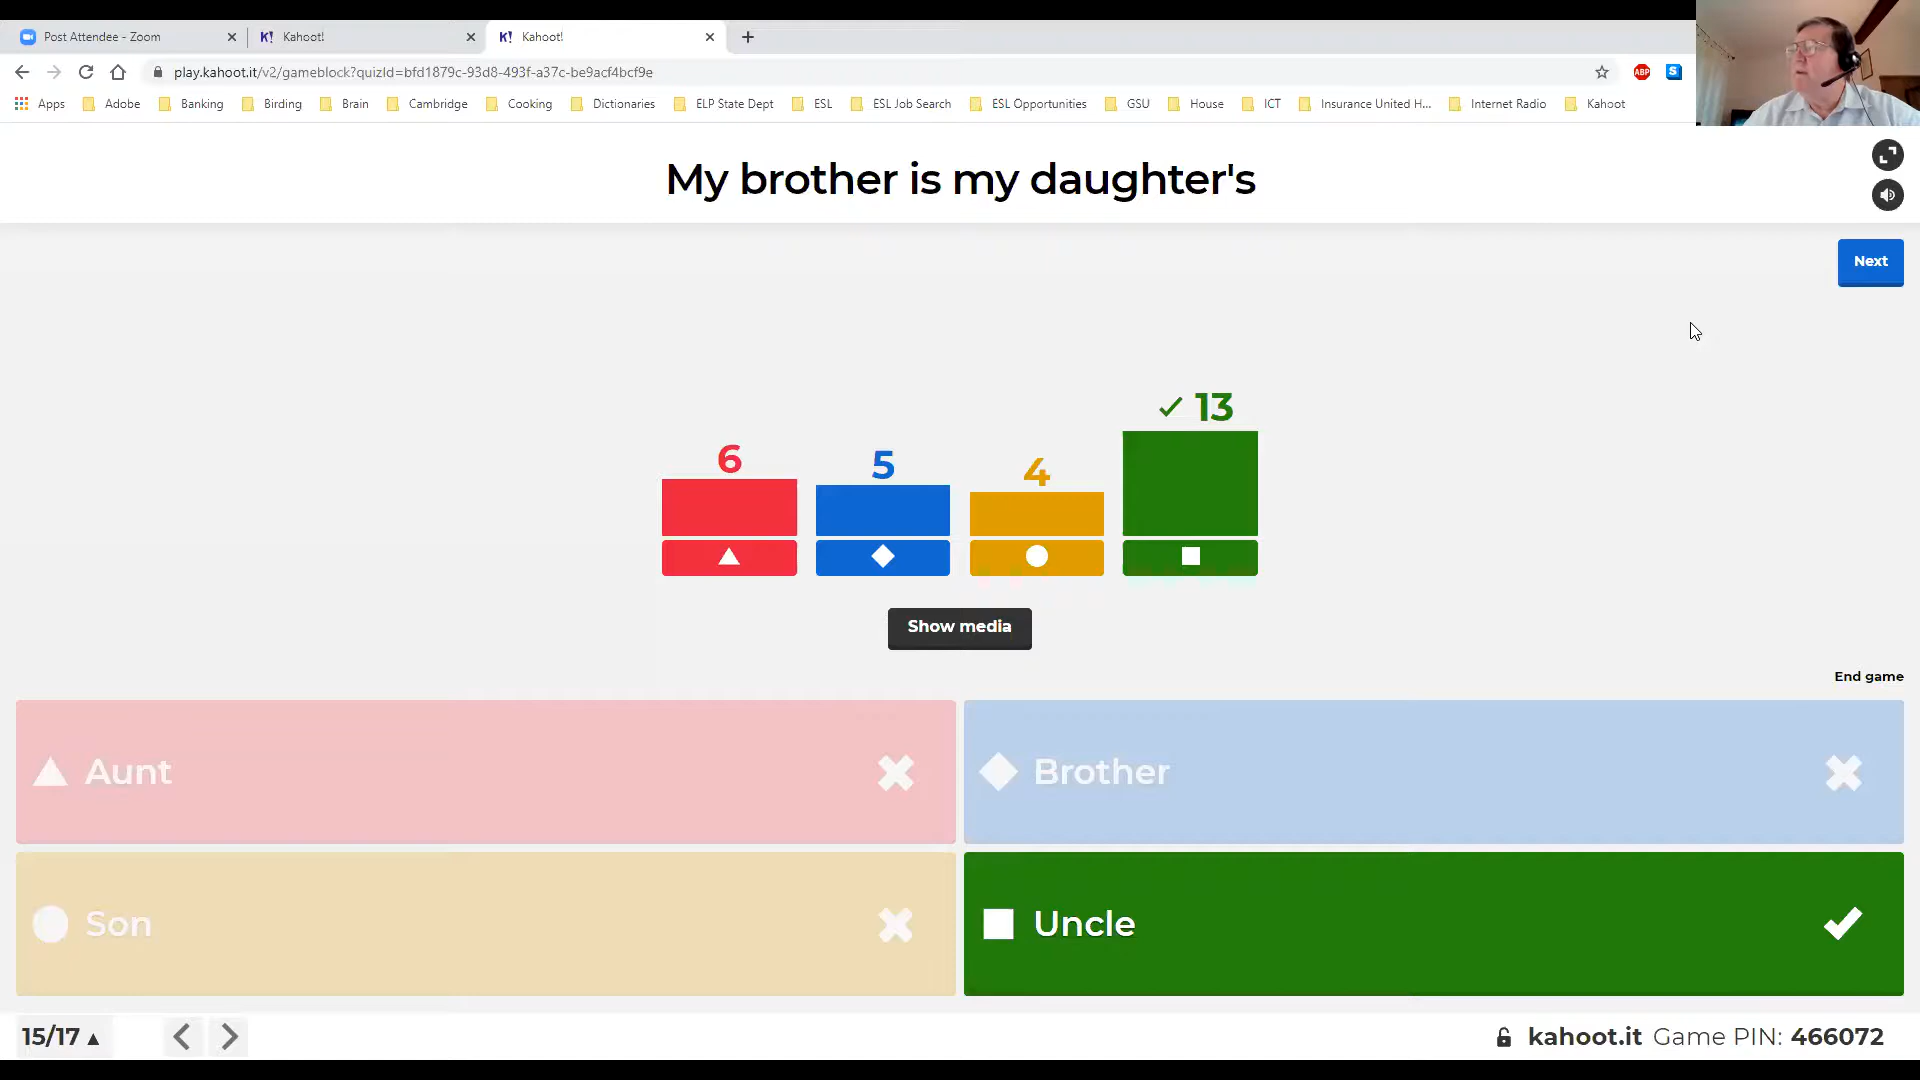 Post Attendee - Zoom
Kahoot!
Kahoot!
play.kahoot.it/v2/gameblock?quizId=bfd1879c-93d8-493f-a37c-be9acf4bcf9e
ABP
S
Apps
Adobe
Banking
Birding
Brain
Cambridge
Cooking
Dictionaries
ELP State Dept
ESL
ESL Job Search
ESL Opportunities
GSU
House
ICT
Insurance United H...
Internet Radio
Kahoot
My brother is my daughter's
Next
6
5
4
13
Show media
End game
Aunt
Brother
Son
Uncle
15/17
kahoot.it Game PIN: 466072